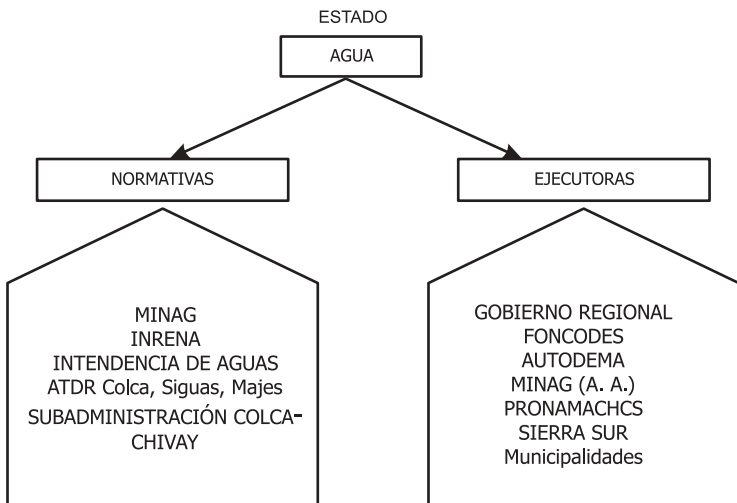 ESTADO
AGUA
NORMATIVAS
MINAG
INRENA
INTENDENCIA DE AGUAS
ATDR Colca, Siguas, Majes
SUBADMINISTRACIÓN COLCA-
CHIVAY
EJECUTORAS
GOBIERNO REGIONAL
FONCODES
AUTODEMA
MINAG (A. A.)
PRONAMACHCS
SIERRA SUR
Municipalidades